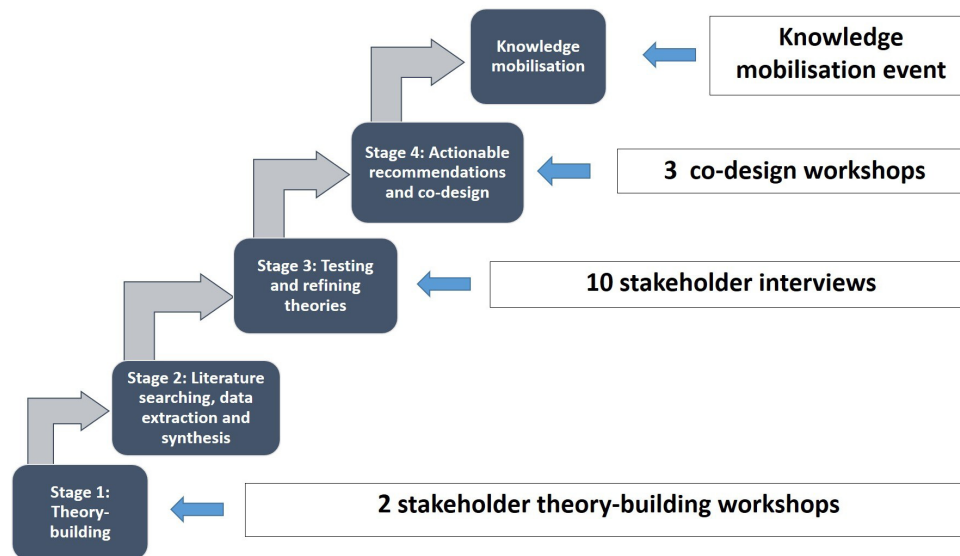 Knowledge
mobilisation
Knowledge
mobilisation event
Stage 4: Actionable
recommendations
and co-design
3 co-design workshops
Stage 3: Testing
and refining
theories
10 stakeholder interviews
Stage 2: Literature
searching, data
extraction and
synthesis
Stage 1:
Theory-
building
2 stakeholder theory-building workshops